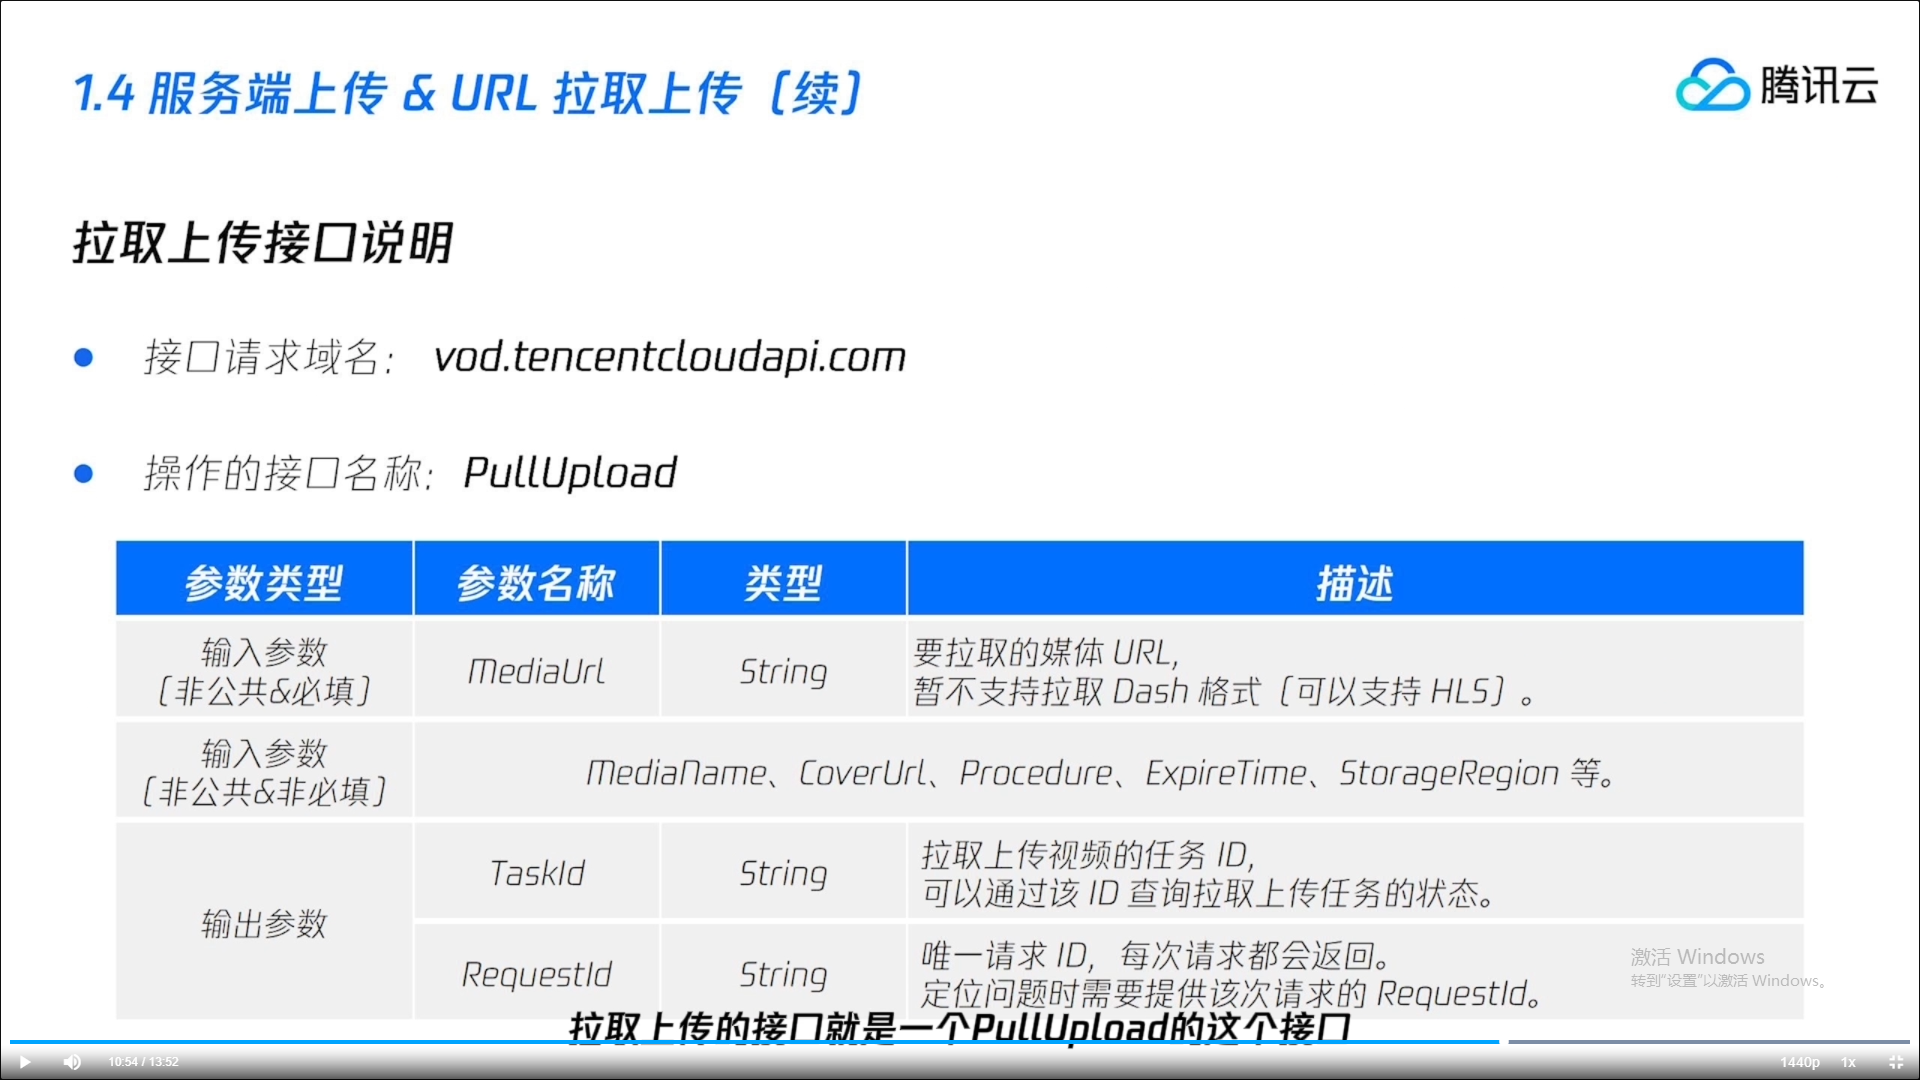 1.4 服务端上传 & URL 拉取上传（续）
腾讯云
拉取上传接口说明
接口请求域名： vod.tencentcloudapi.com
操作的接口名称：PullUpload
参数类型 参数名称 类型 描述
输入参数
（非公共&必填）
MediaUrl
String
要拉取的媒体 URL,
暂不支持拉取 Dash 格式（可以支持 HLS）。
输入参数
（非公共&非必填）
MediaName、CoverUrl、Procedure、ExpireTime、StorageRegion 等。
输出参数
TaskId
String
拉取上传视频的任务 ID,
可以通过该 ID 查询拉取上传任务的状态。
RequestId
String
唯一请求 ID，每次请求都会返回。
定位问题时需要提供该次请求的 RequestId。
激活 Windows
转到"设置"以激活 Windows。
拉取上传的接口就是一个PullUpload的这个接口
10:54 / 13:52
1440p 1x